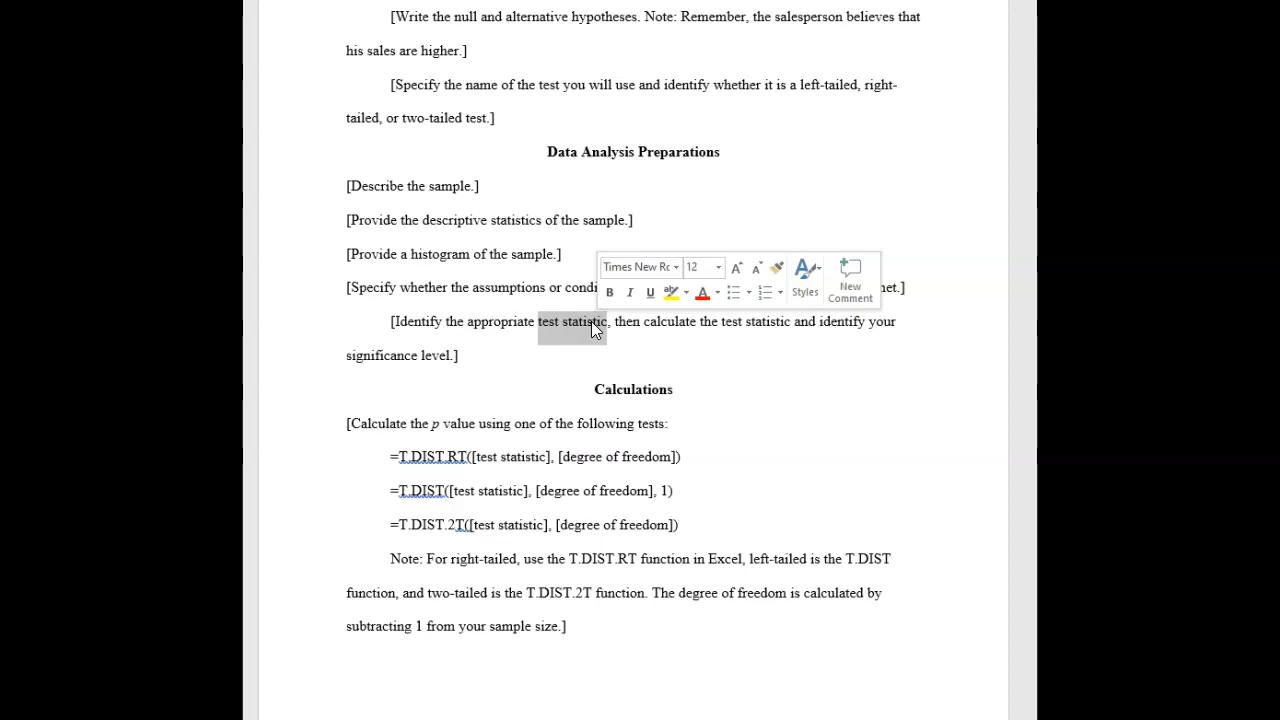 [Write the null and alternative hypotheses. Note: Remember, the salesperson believes that
his sales are higher.]
[Specify the name of the test you will use and identify whether it is a left-tailed, right-
tailed, or two-tailed test.]
Data Analysis Preparations
[Describe the sample.]
[Provide the descriptive statistics of the sample.]
[Provide a histogram of the sample.]
Times New Rc 12
[Specify whether the assumptions or condi
net.]
B I U ab A Styles New
Comment
[Identify the appropriate test statistic, then calculate the test statistic and identify your
significance level.]
Calculations
[Calculate the p value using one of the following tests:
=T.DIST.RT([test statistic], [degree of freedom])
=T.DIST([test statistic], [degree of freedom], 1)
=T.DIST.2T([test statistic], [degree of freedom])
Note: For right-tailed, use the T.DIST.RT function in Excel, left-tailed is the T.DIST
function, and two-tailed is the T.DIST.2T function. The degree of freedom is calculated by
subtracting 1 from your sample size.]